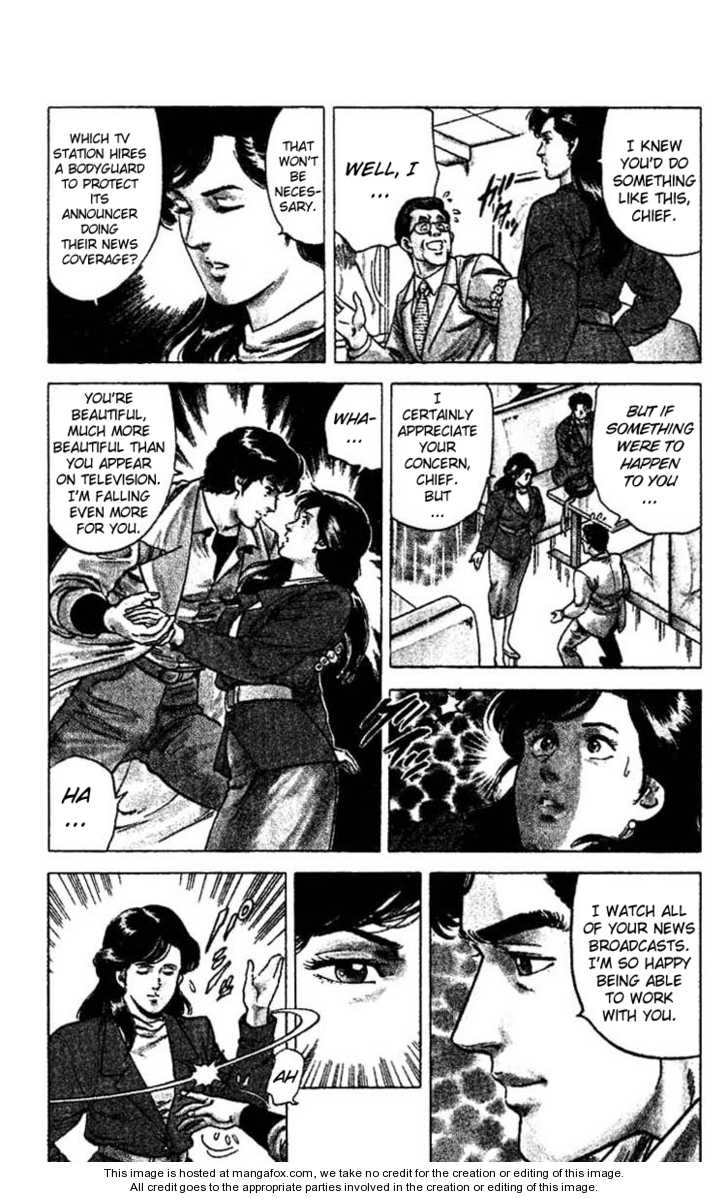 I KNEW
YOU'D DO
SOMETHING
LIKE THIS,
CHIEF.
WELL, I
...
THAT
WON'T
BE
NECES-
SARY.
WHICH TV
STATION HIRES
A BODYGUARD
TO PROTECT
ITS
ANNOUNCER
DOING
THEIR NEWS
COVERAGE?
BUT IF
SOMETHING
WERE TO
HAPPEN
TO YOU
...
I
CERTAINLY
APPRECIATE
YOUR
CONCERN,
CHIEF.
BUT
...
WHA-
...
YOU'RE
BEAUTIFUL,
MUCH MORE
BEAUTIFUL THAN
YOU APPEAR
ON TELEVISION.
I'M FALLING
EVEN MORE
FOR YOU.
HA
...
I WATCH ALL
OF YOUR NEWS
BROADCASTS.
I'M SO HAPPY
BEING ABLE
TO WORK
WITH YOU.
AH
This image is hosted at mangafox.com, we take no credit for the creation or editing of this image.
All credit goes to the appropriate parties involved in the creation or editing of this image.